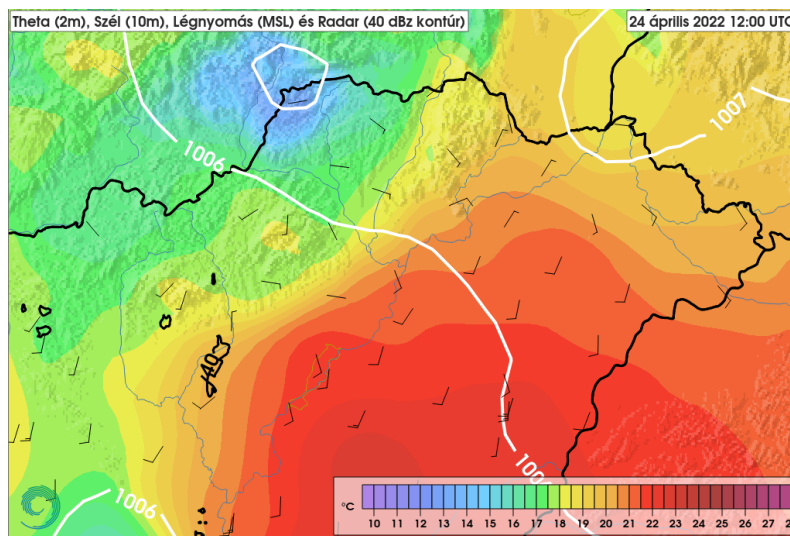 Theta (2m), Szél (10m), Légnyomás (MSL) és Radar (40 dBz kontúr)
24 április 2022 12:00 UTC
1006
1007
40
1006
°C
10 11 12 13 14 15 16 17 18 19 20 21 22 23 24 25 26 27